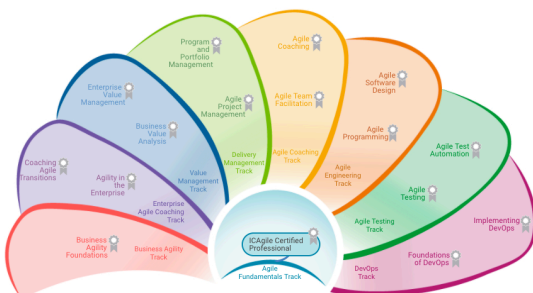 Program
and
Portfolio
Management
Agile
Coaching
Agile
Software
Design
Enterprise
Value
Management
Agile
Project
Management
Agile Team
Facilitation
Business
Value
Analysis
Agile
Programming
Agile Test
Automation
Coaching
Agile
Transitions
Agility in
the
Enterprise
Value
Management
Track
Delivery
Management
Track
Agile Coaching
Track
Agile
Engineering
Track
Agile
Testing
Enterprise
Agile Coaching
Track
Agile Testing
Track
Implementing
DevOps
Business
Agility
Foundations
Business Agility
Track
ICAgile Certified
Professional
Agile
Fundamentals Track
DevOps
Track
Foundations
of DevOps